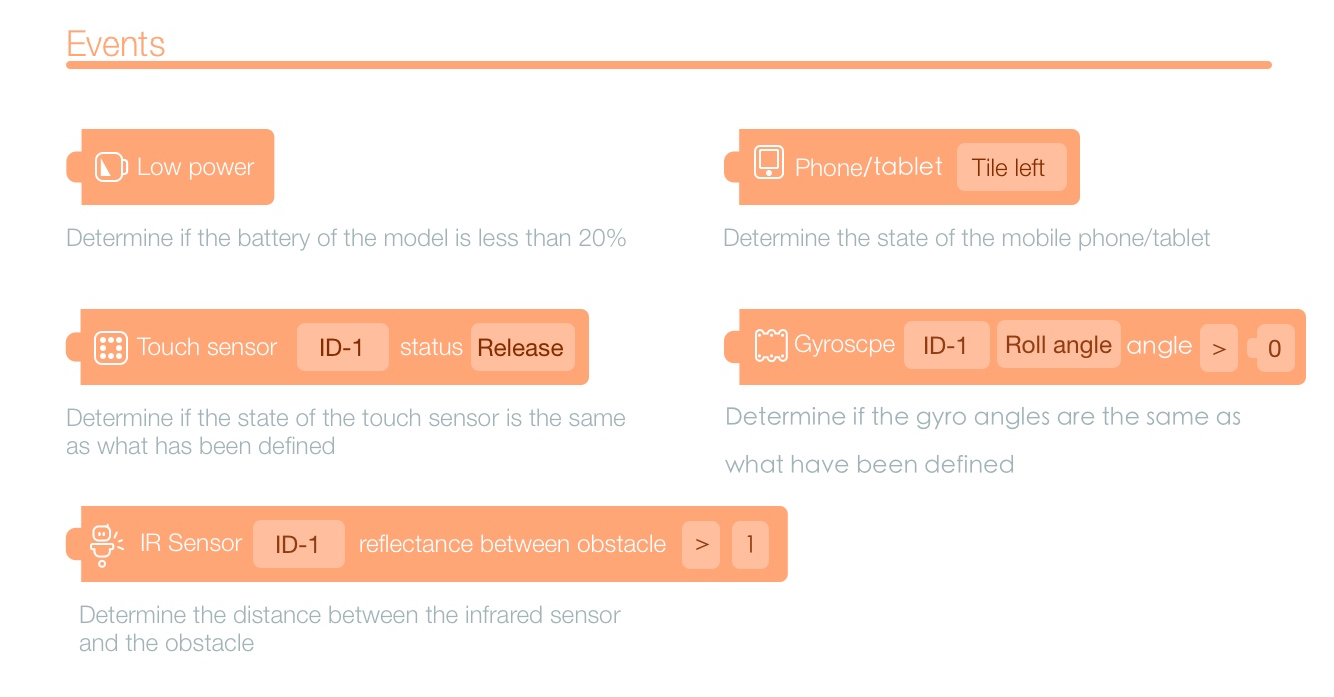 Events
Low power
Phone/tablet Tile left
Determine if the battery of the model is less than 20%
Determine the state of the mobile phone/tablet
Touch sensor ID-1 status Release
Gyroscpe ID-1 Roll angle angle > 0
Determine if the state of the touch sensor is the same
as what has been defined
Determine if the gyro angles are the same as
what have been defined
IR Sensor ID-1 reflectance between obstacle > 1
Determine the distance between the infrared sensor
and the obstacle